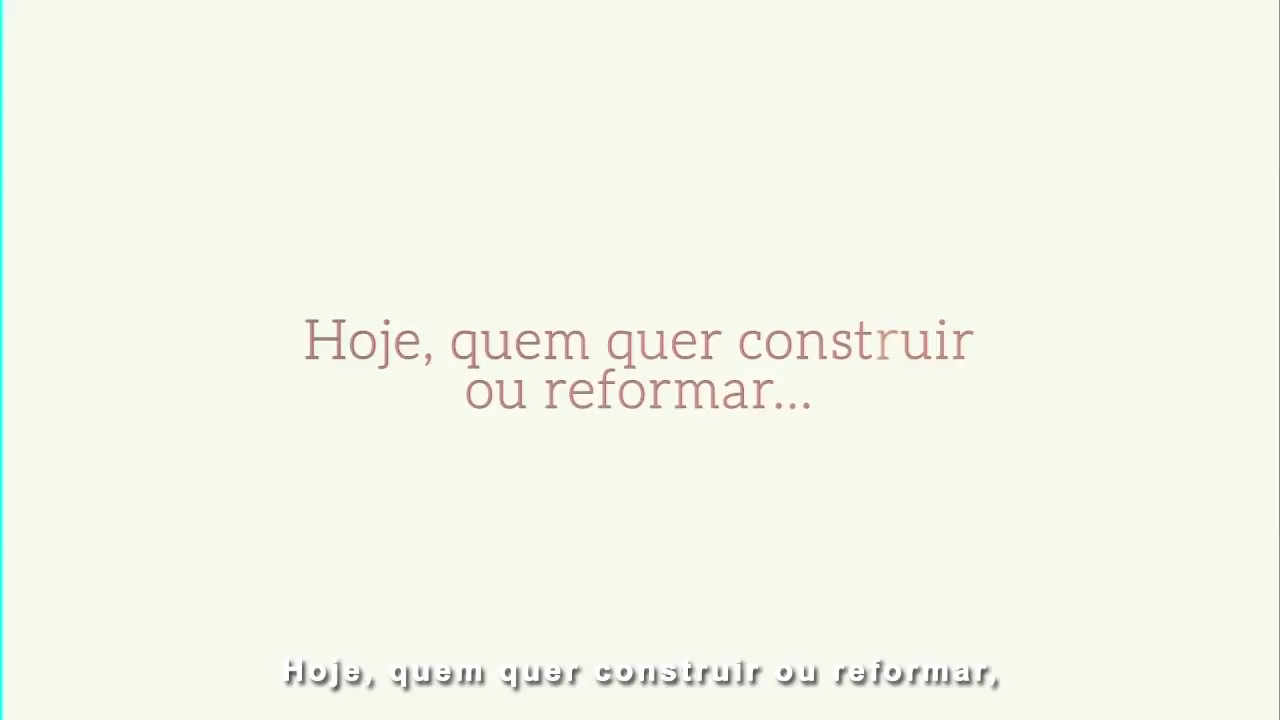 Hoje, quem quer construir
ou reformar...
Hoje, quem quer construir ou reformar,